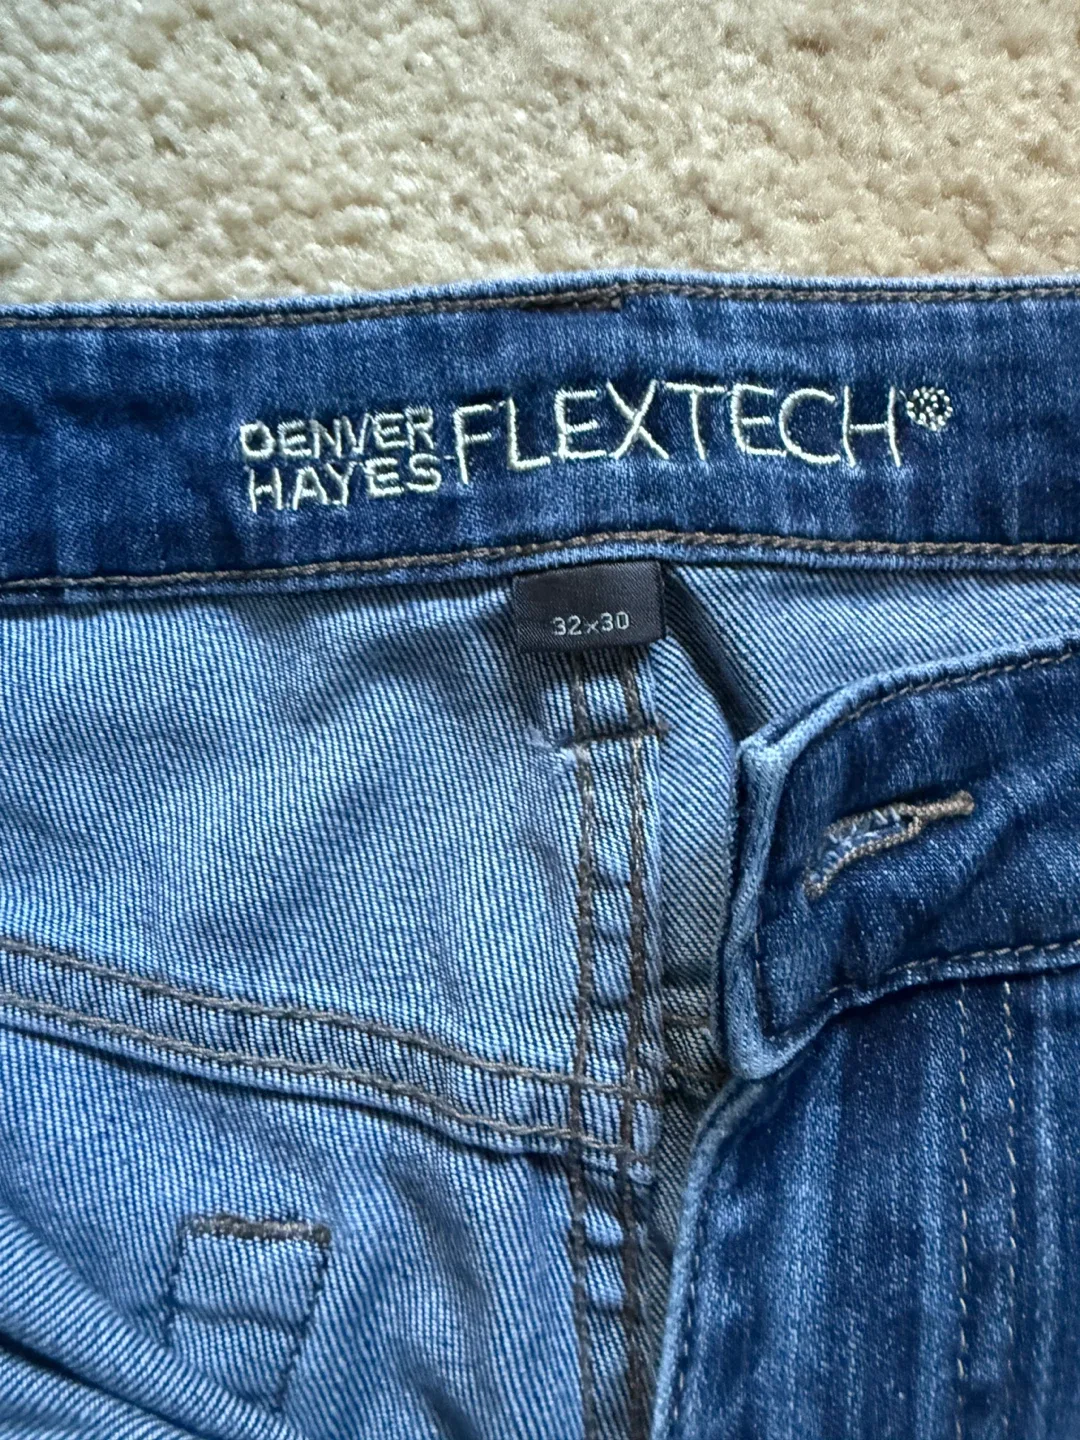 DENVER
HAYES FLEXTECH
32x30